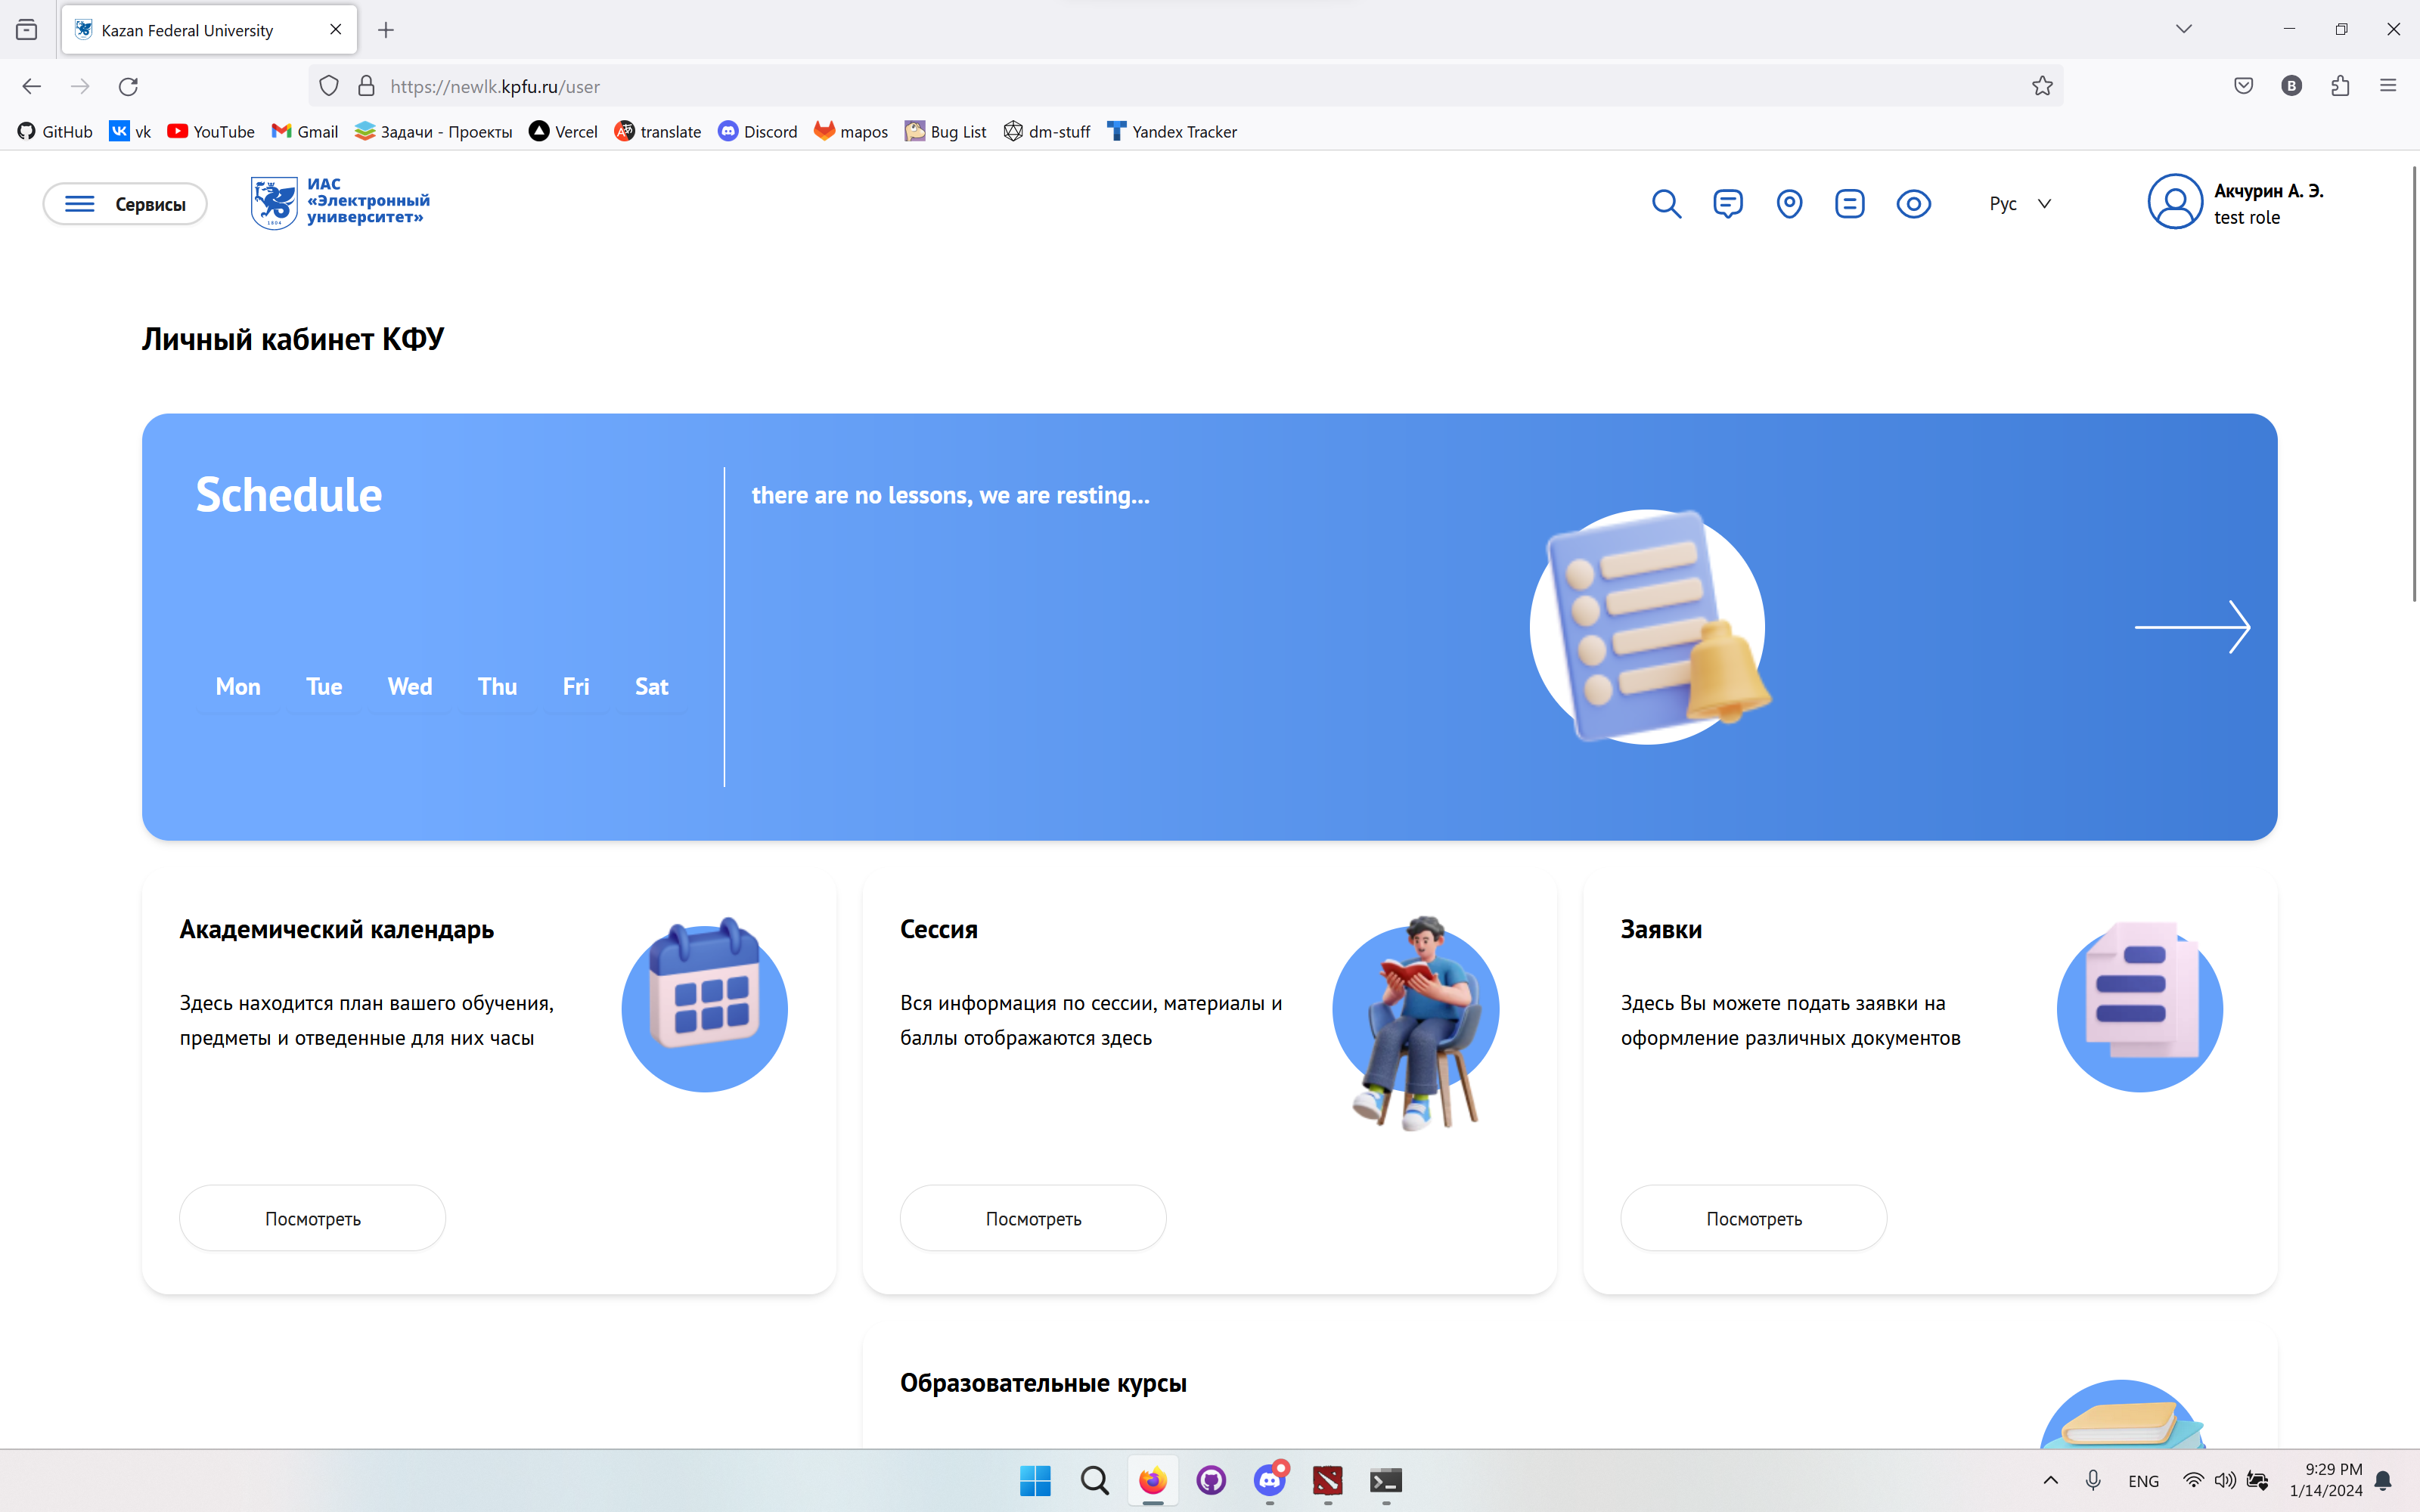 Kazan Federal University
https://newlk.kpfu.ru/user
B
GitHub vk YouTube Gmail Задачи - Проекты Vercel translate Discord mapos Bug List dm-stuff Yandex Tracker
Сервисы
ИАС
«Электронный
университет»
1804
Рус
Акчурин А. Э.
test role
Личный кабинет КФУ
Schedule
there are no lessons, we are resting...
Mon Tue Wed Thu Fri Sat
Академический календарь
Здесь находится план вашего обучения,
предметы и отведенные для них часы
Посмотреть
Сессия
Вся информация по сессии, материалы и
баллы отображаются здесь
Посмотреть
Заявки
Здесь Вы можете подать заявки на
оформление различных документов
Посмотреть
Образовательные курсы
ENG
9:29 PM
1/14/2024